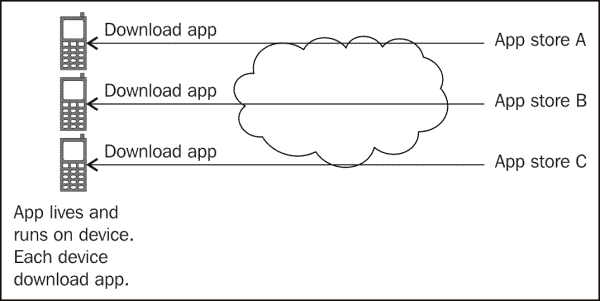 Download app
App store A
Download app
App store B
Download app
App store C
App lives and
runs on device.
Each device
download app.